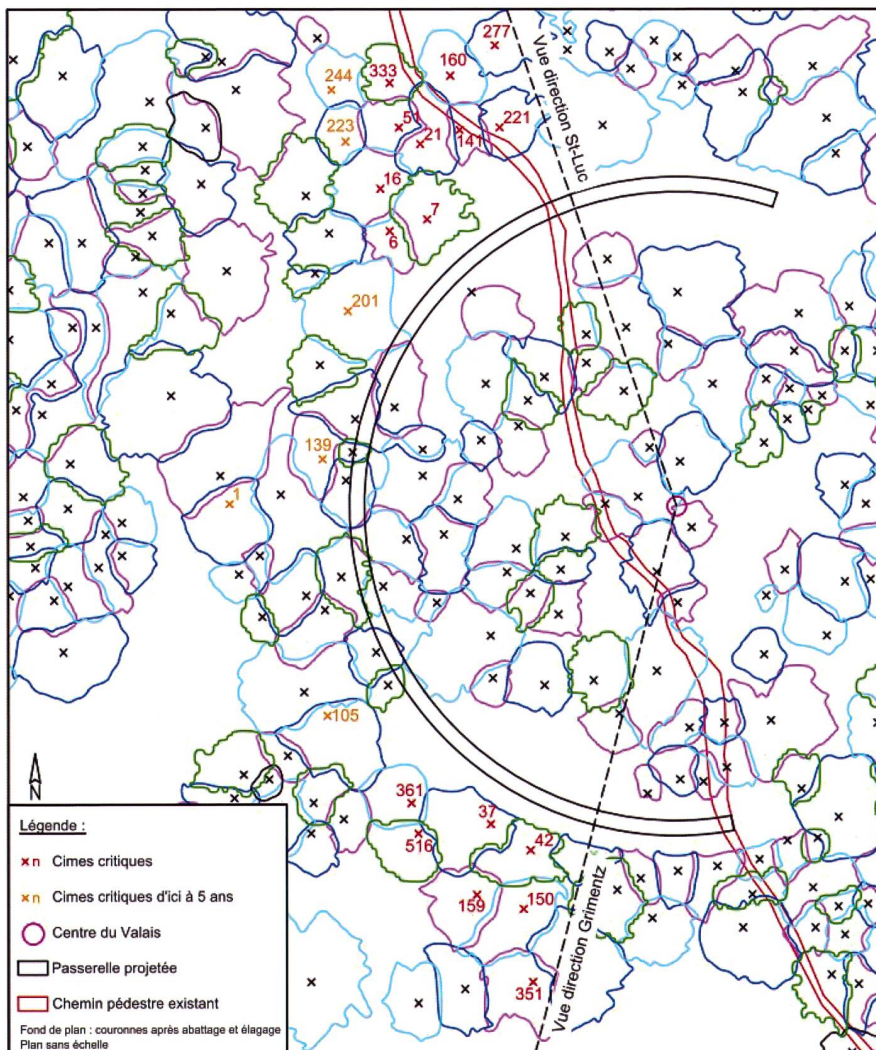 277
333
160
244
51
221
223
21
141
16
7
6
201
Vue direction St-Luc
139
1
105
361
37
516
42
159
150
351
Vue direction Grimentz
N
Légende :
n Cimes critiques
n Cimes critiques d'ici à 5 ans
Centre du Valais
Passerelle projetée
Chemin pédestre existant
Fond de plan : couronnes après abattage et élagage
Plan sans échelle